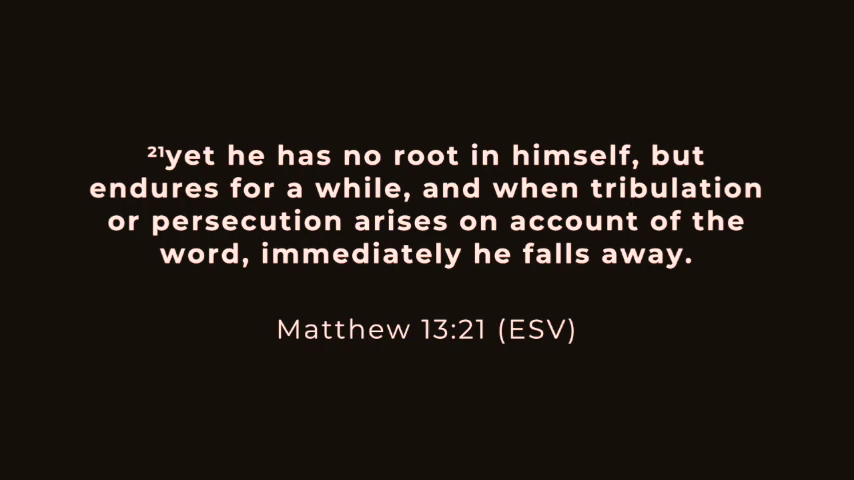 ²¹yet he has no root in himself, but
endures for a while, and when tribulation
or persecution arises on account of the
word, immediately he falls away.
Matthew 13:21 (ESV)